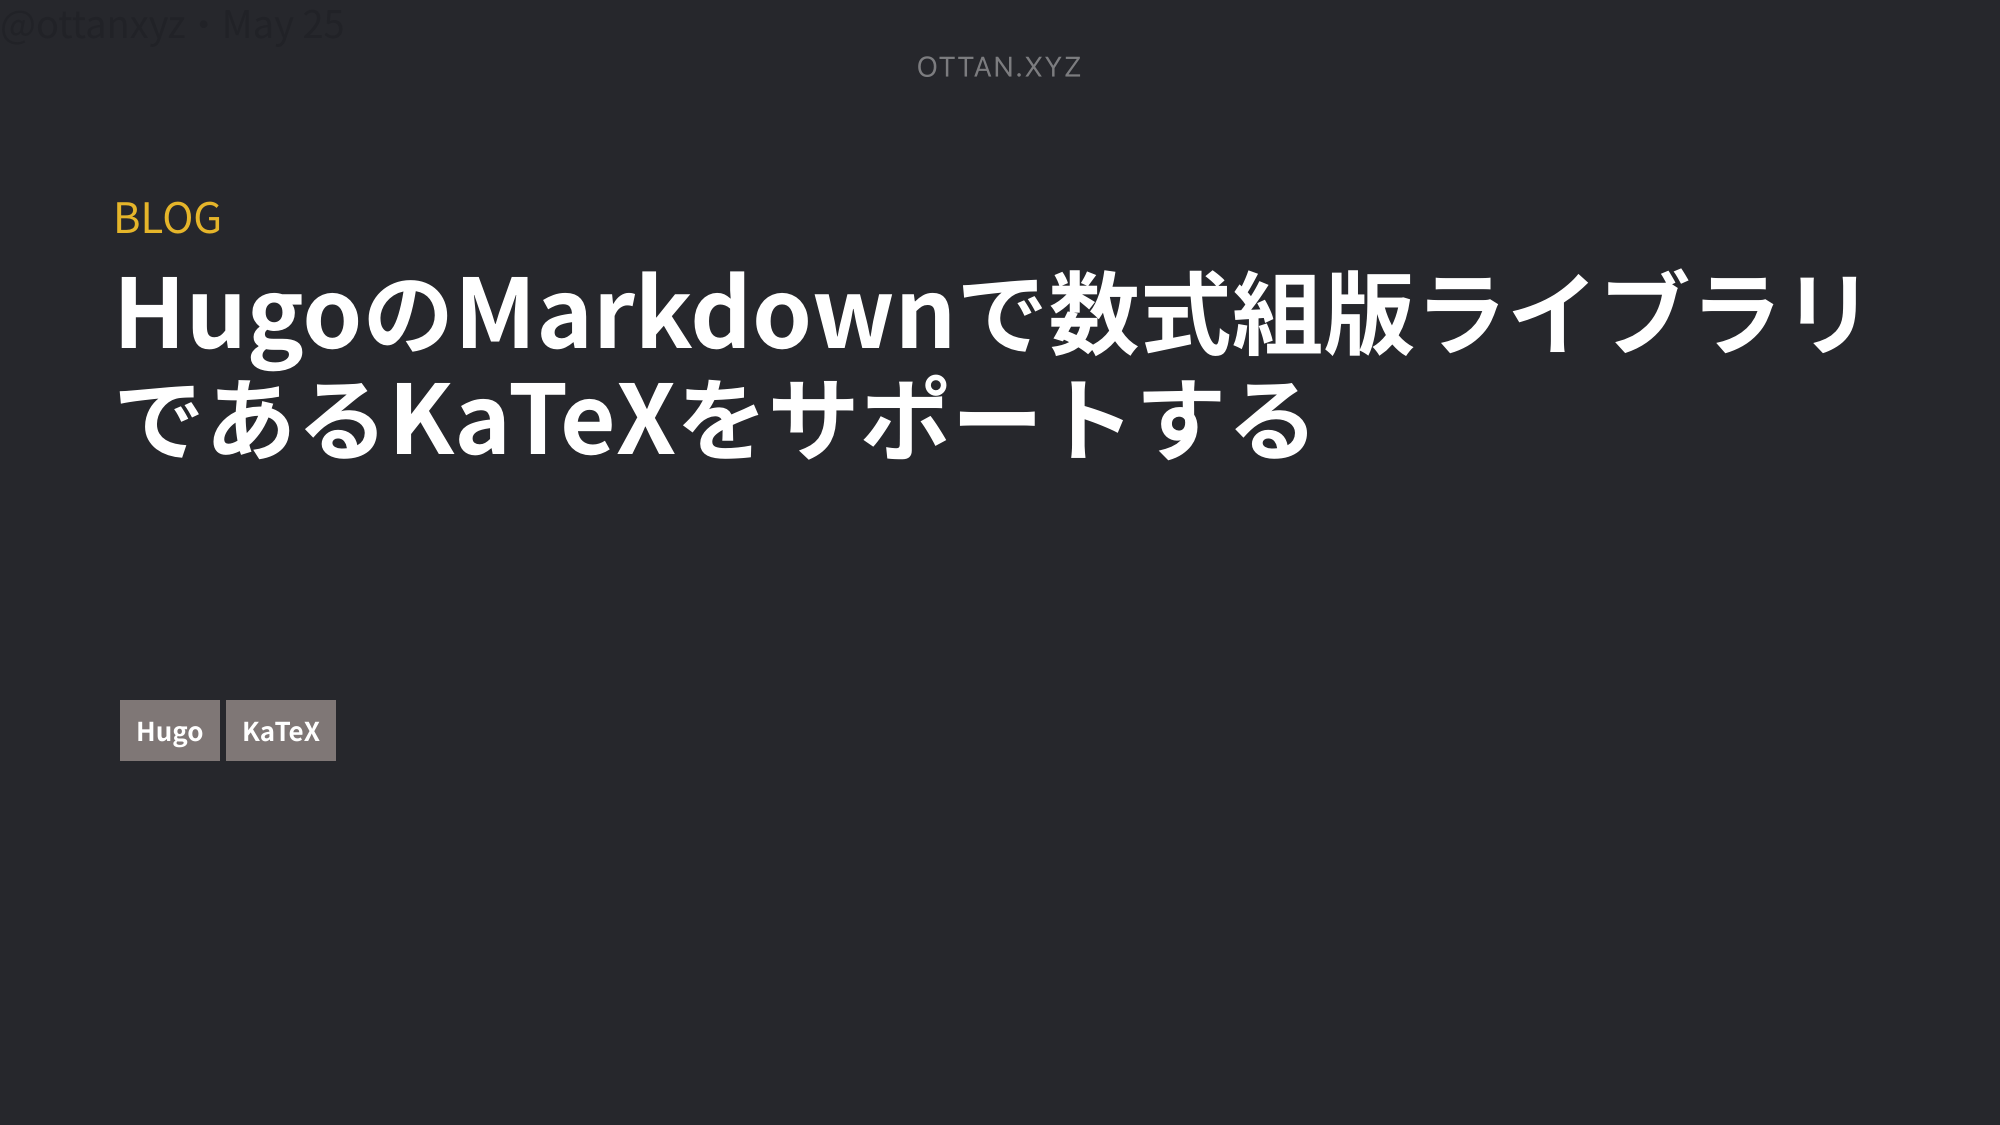 @ottanxyz・May 25
OTTAN.XYZ
BLOG
HugoのMarkdownで数式組版ライブラリ
であるKaTeXをサポートする
Hugo KaTeX